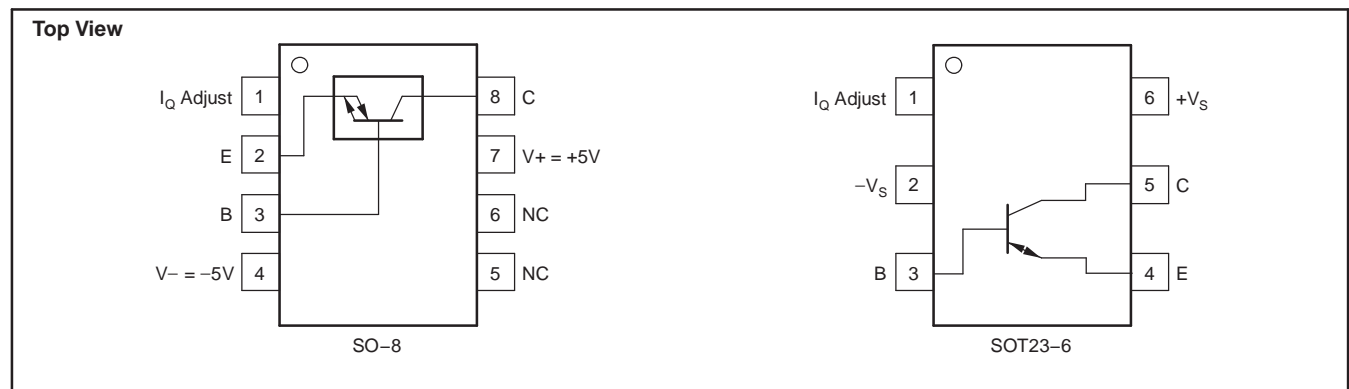 Top View
I_Q Adjust 1
E 2
B 3
V− = −5V 4
8 C
7 V+ = +5V
6 NC
5 NC
SO−8
I_Q Adjust 1
−V_S 2
B 3
6 +V_S
5 C
4 E
SOT23−6